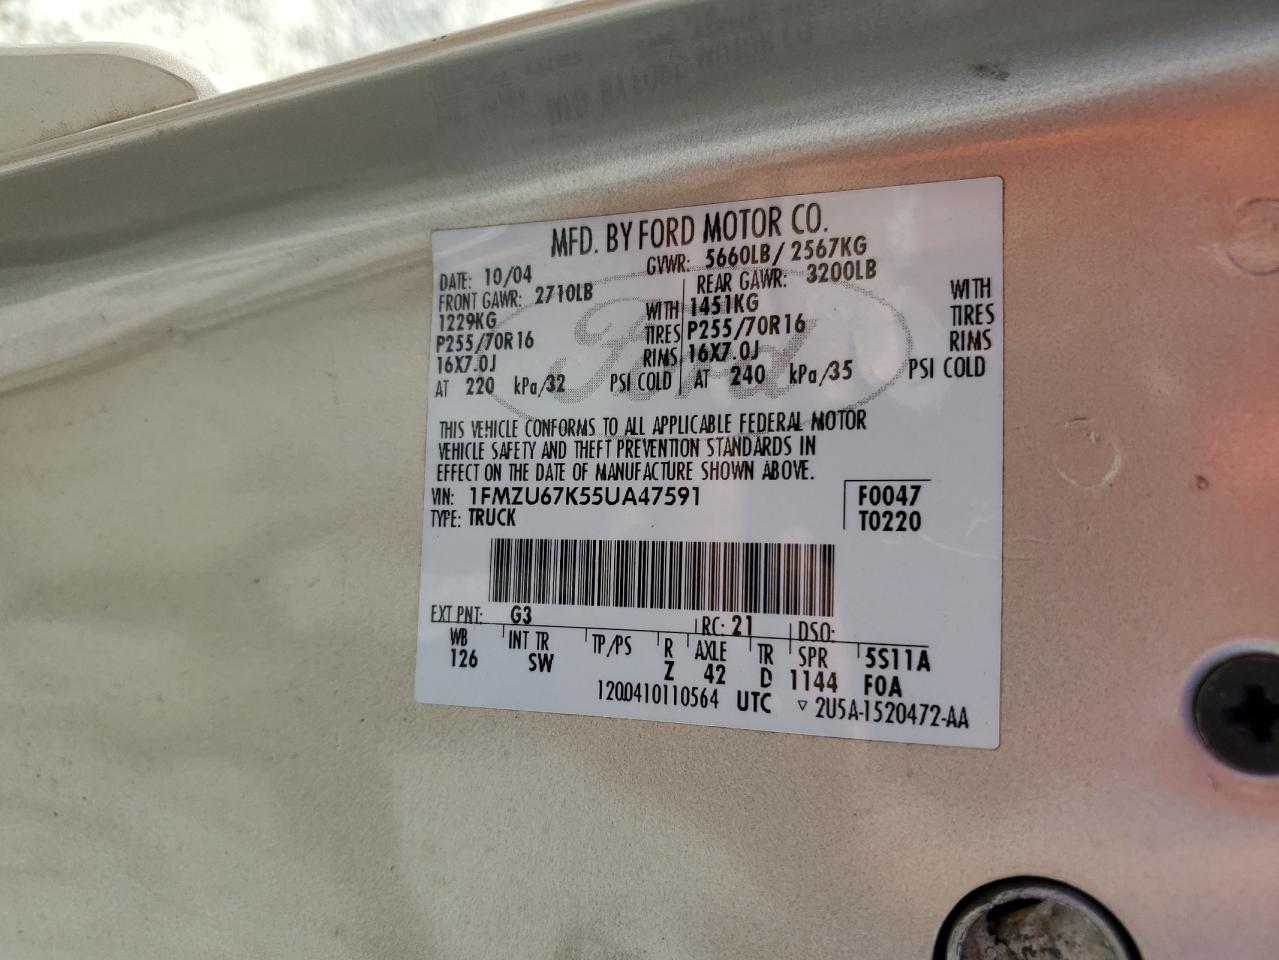 MFD. BY FORD MOTOR CO.
DATE: 10/04 GVWR: 5660LB/ 2567KG
FRONT GAWR: 2710LB REAR GAWR: 3200LB
1229KG WITH 1451KG WITH
P255/70R16 TIRES P255/70R16 TIRES
16X7.0J RIMS 16X7.0J RIMS
AT 220 kPa/32 PSI COLD AT 240 kPa/35 PSI COLD
Ford
THIS VEHICLE CONFORMS TO ALL APPLICABLE FEDERAL MOTOR
VEHICLE SAFETY AND THEFT PREVENTION STANDARDS IN
EFFECT ON THE DATE OF MANUFACTURE SHOWN ABOVE.
VIN: 1FMZU67K55UA47591 F0047
TYPE: TRUCK T0220
EXT PNT: G3 RC: 21 DSO:
WB INT TR TP/PS R AXLE TR SPR 5S11A
126 SW Z 42 D 1144 F0A
1200410110564 UTC ▿ 2U5A-1520472-AA